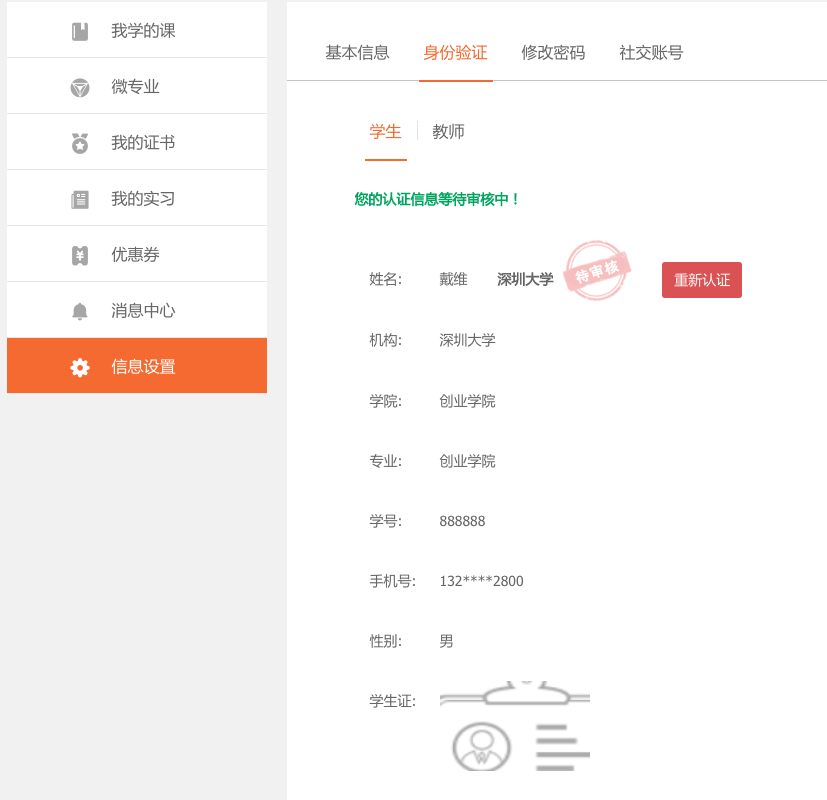 我学的课
微专业
我的证书
我的实习
优惠券
消息中心
信息设置
基本信息 身份验证 修改密码 社交账号
学生 教师
您的认证信息等待审核中！
姓名: 戴维 深圳大学 待审核 重新认证
机构: 深圳大学
学院: 创业学院
专业: 创业学院
学号: 888888
手机号: 132****2800
性别: 男
学生证: